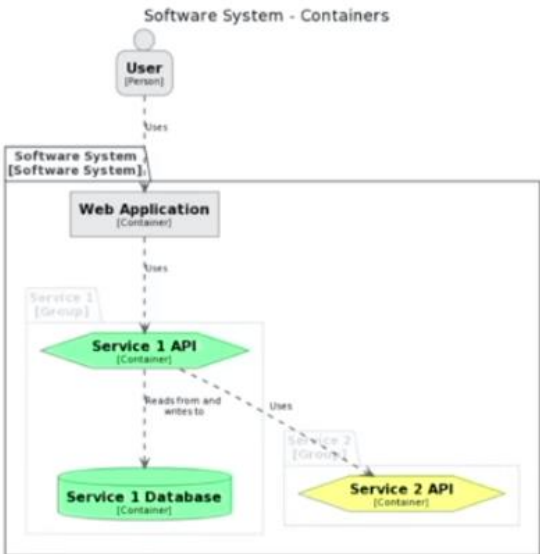 Software System - Containers
User
[Person]
Uses
Software System
[Software System]
Web Application
[Container]
Uses
Service 1
[Group]
Service 1 API
[Container]
Reads from and
writes to
Uses
Service 2
[Group]
Service 1 Database
[Container]
Service 2 API
[Container]